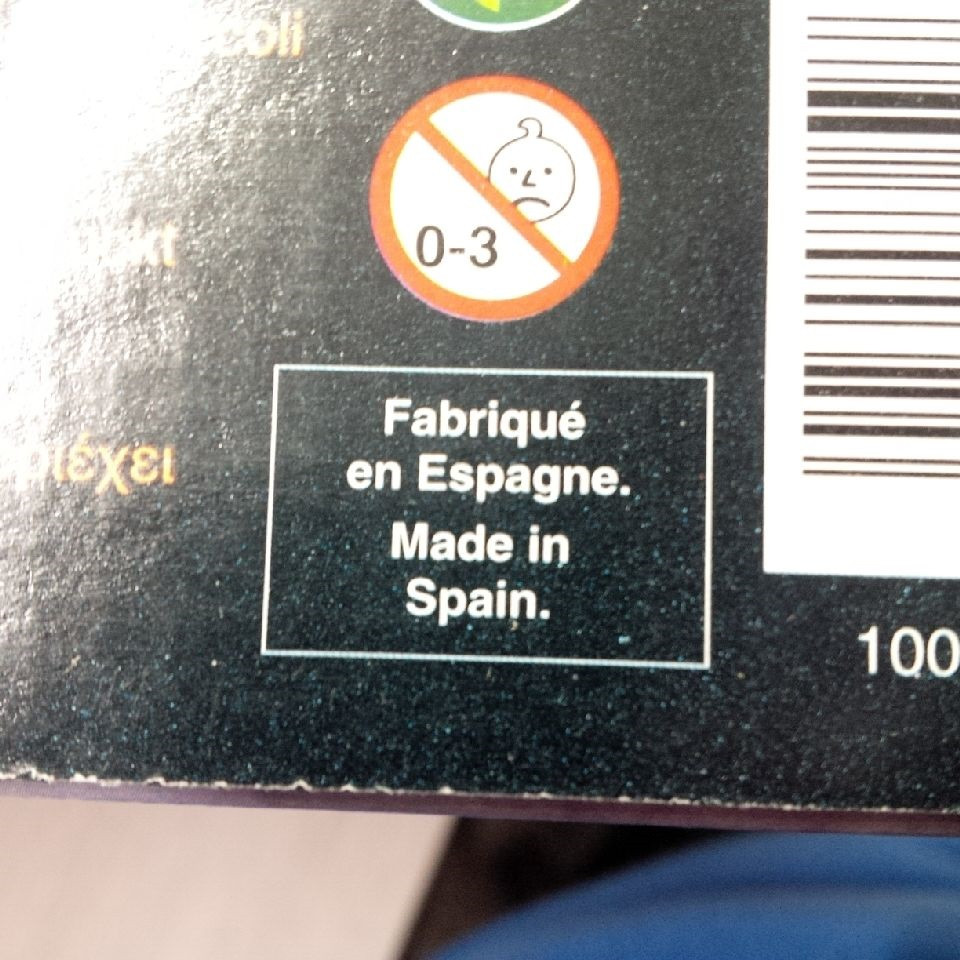 0-3
Fabriqué
en Espagne.
Made in
Spain.
100